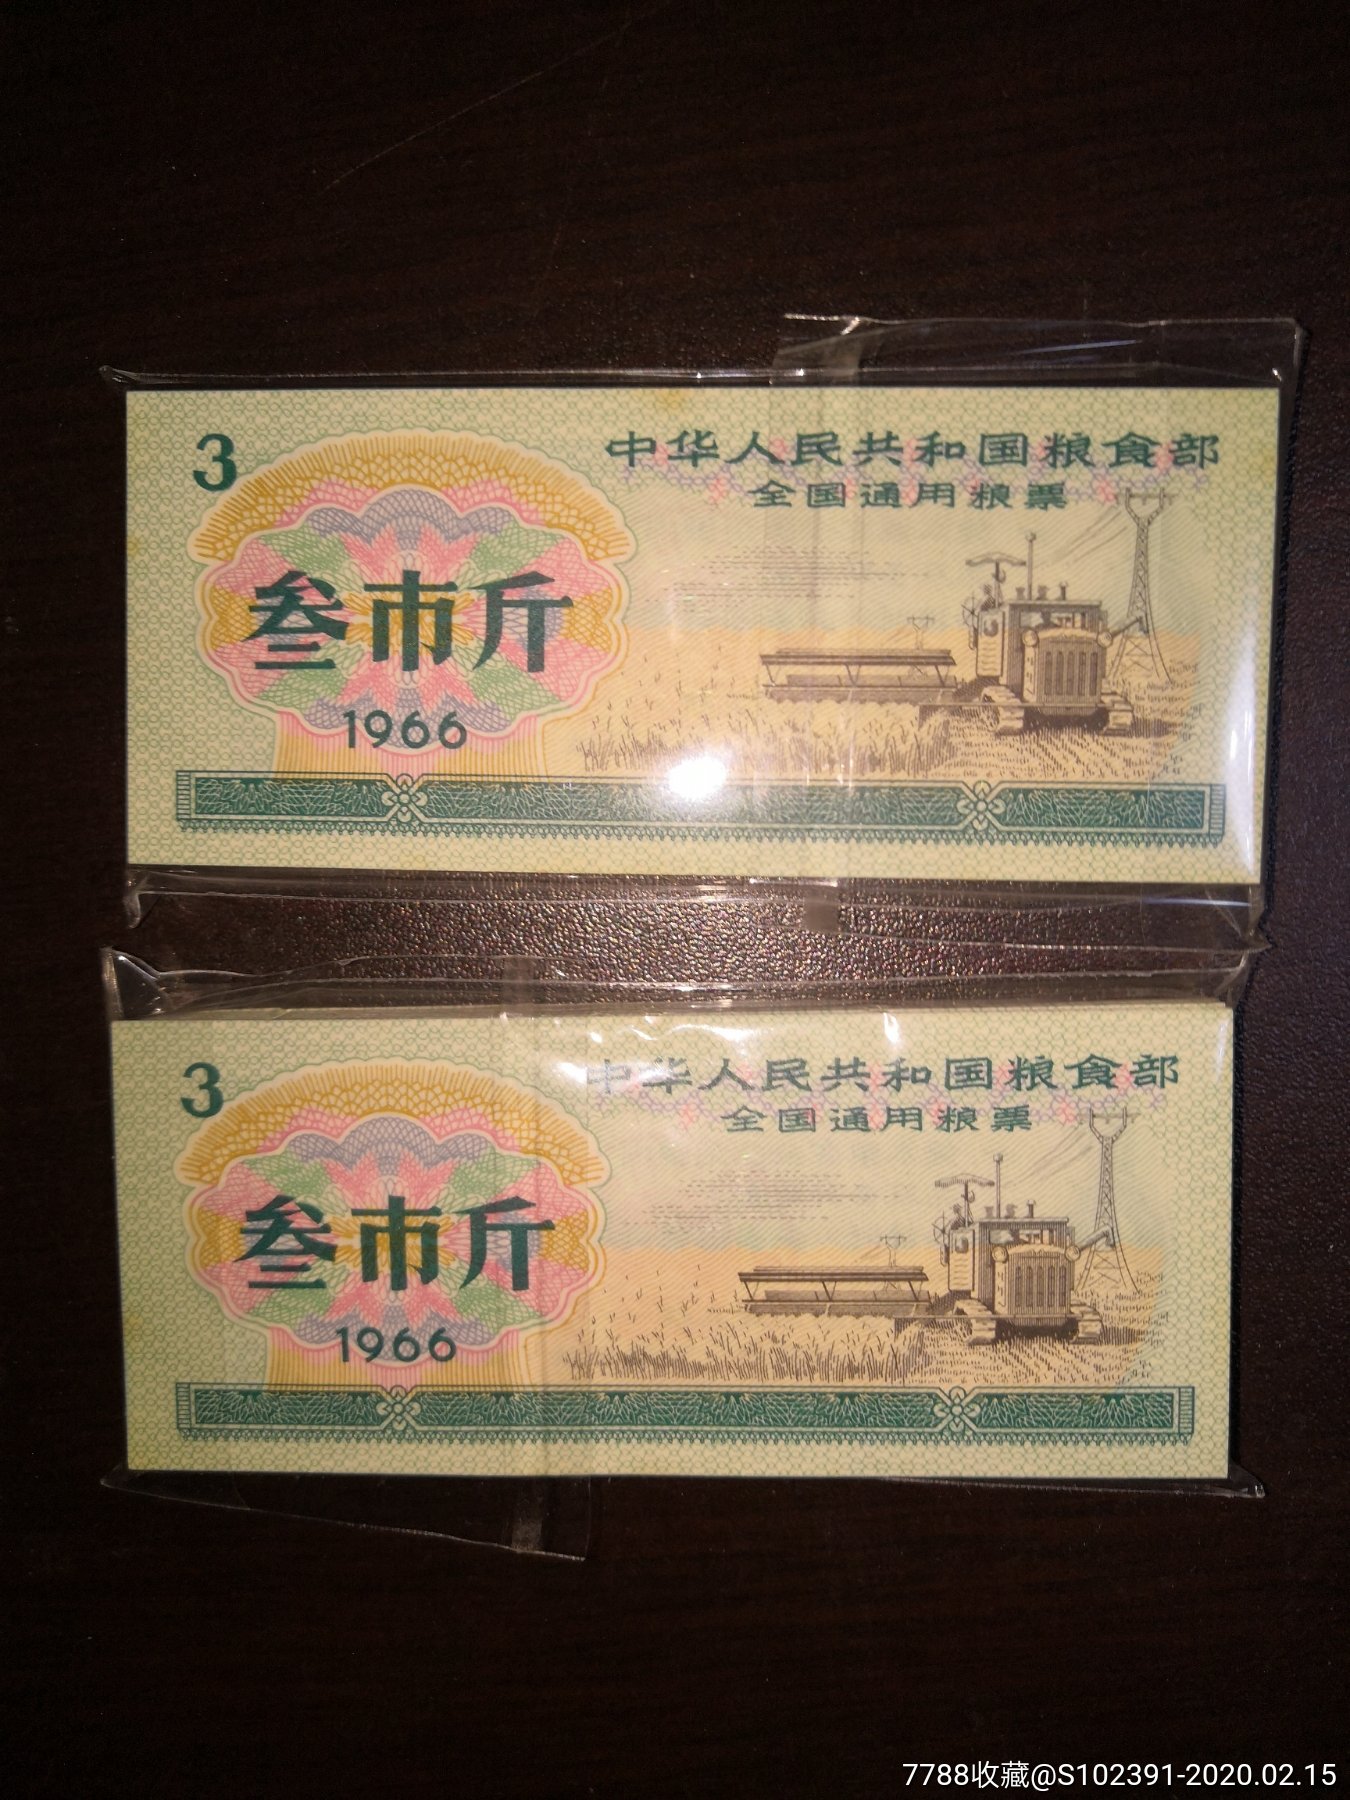 3
中华人民共和国粮食部
全国通用粮票
叁市斤
1966
3
中华人民共和国粮食部
全国通用粮票
叁市斤
1966
7788收藏@S102391-2020.02.15